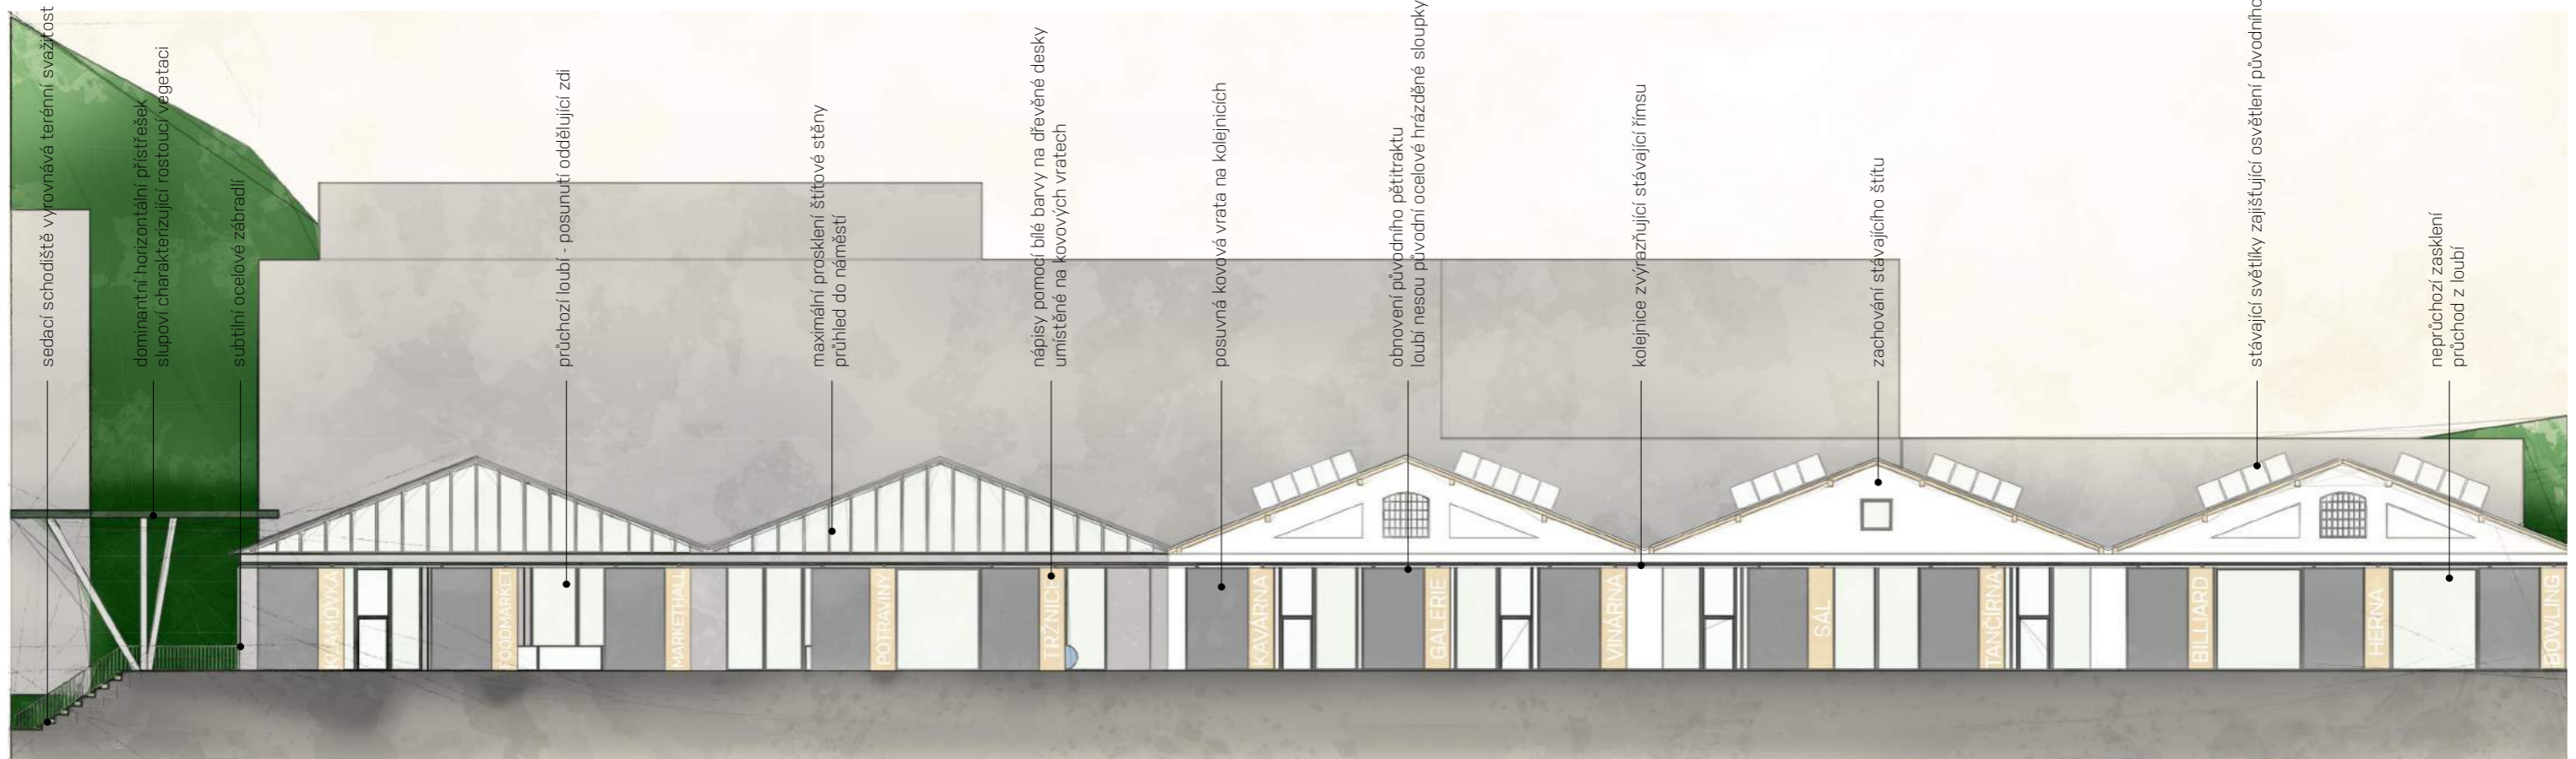 sedací schodiště vyrovnává terénní svažitost
dominantní horizontální přístřešek
slupoví charakterizující rostoucí vegetaci
subtilní ocelové zábradlí
průchozí loubí - posunutí oddělující zdi
maximální prosklení štítové stěny
průhled do náměstí
nápisy pomocí bílé barvy na dřevěné desky
umístěné na kovových vratech
posuvná kovová vrata na kolejnicích
obnovení původního pětitraktu
loubí nesou původní ocelové hrázděné sloupky
kolejnice zvýrazňující stávající římsu
zachování stávajícího štítu
stávající světlíky zajišťující osvětlení původního
neprůchozí zasklení
průchod z loubí
KLAMOVKA
FOODMARKET
MARKETHALL
POTRAVINY
TRŽNICE
KAVÁRNA
GALERIE
VINÁRNA
SÁL
TANČÍRNA
BILLIARD
HERNA
BOWLING